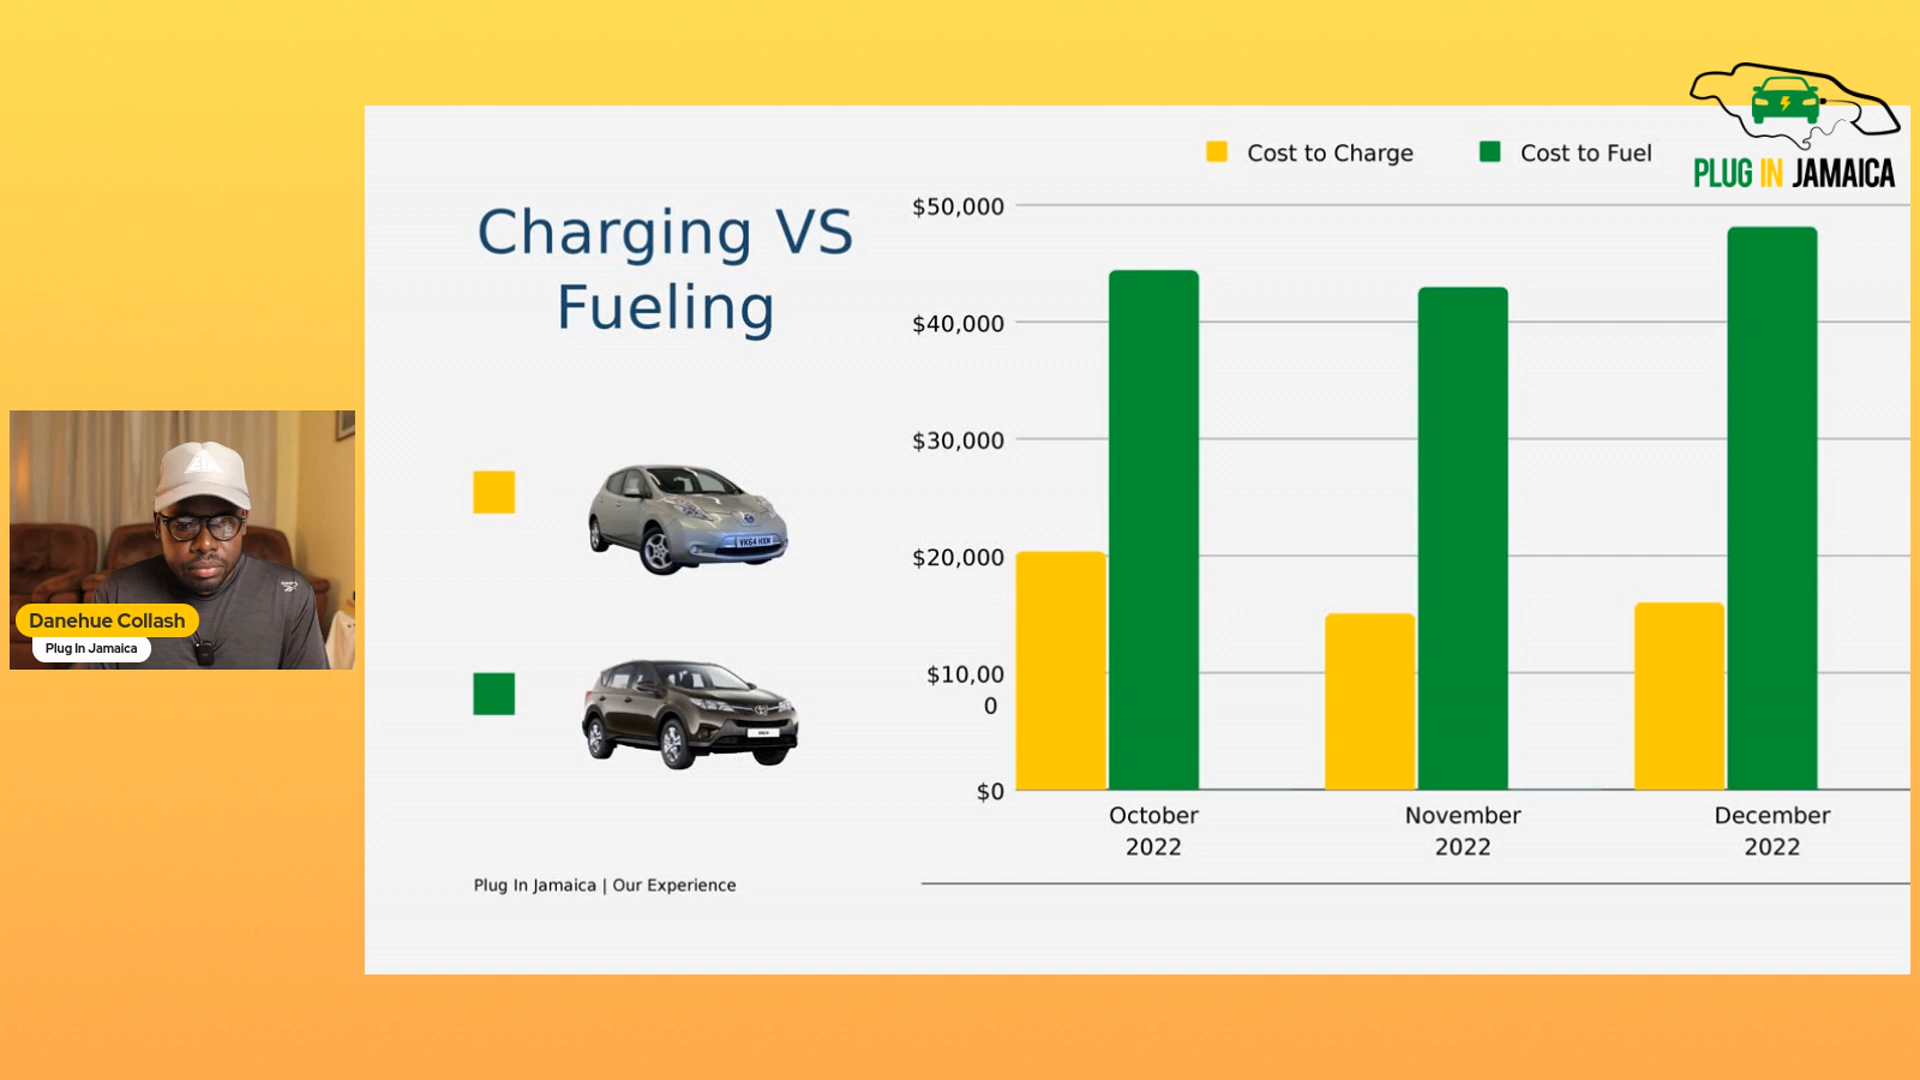 PLUG IN JAMAICA
Cost to Charge
Cost to Fuel
Charging VS
Fueling
$50,000
$40,000
$30,000
$20,000
$10,00
0
$0
October
2022
November
2022
December
2022
VK64 HXN
Danehue Collash
Plug In Jamaica
Plug In Jamaica | Our Experience